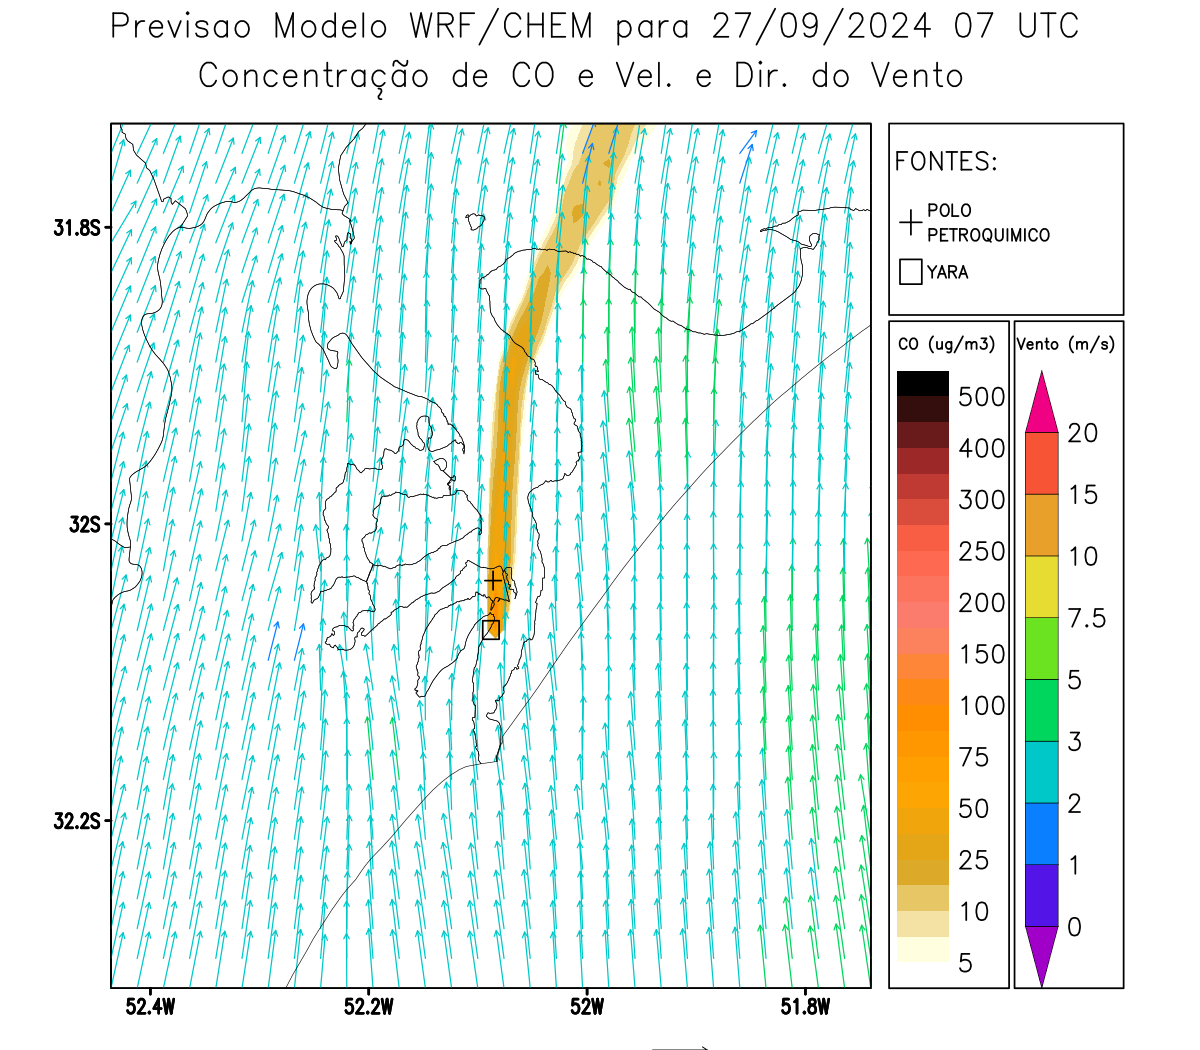 Previsao Modelo WRF/CHEM para 27/09/2024 07 UTC
Concentração de CO e Vel. e Dir. do Vento
FONTES:
POLO
PETROQUIMICO
YARA
CO (ug/m3)
500
400
300
250
200
150
100
75
50
25
10
5
Vento (m/s)
20
15
10
7.5
5
3
2
1
0
31.8S
32S
32.2S
52.4W
52.2W
52W
51.8W